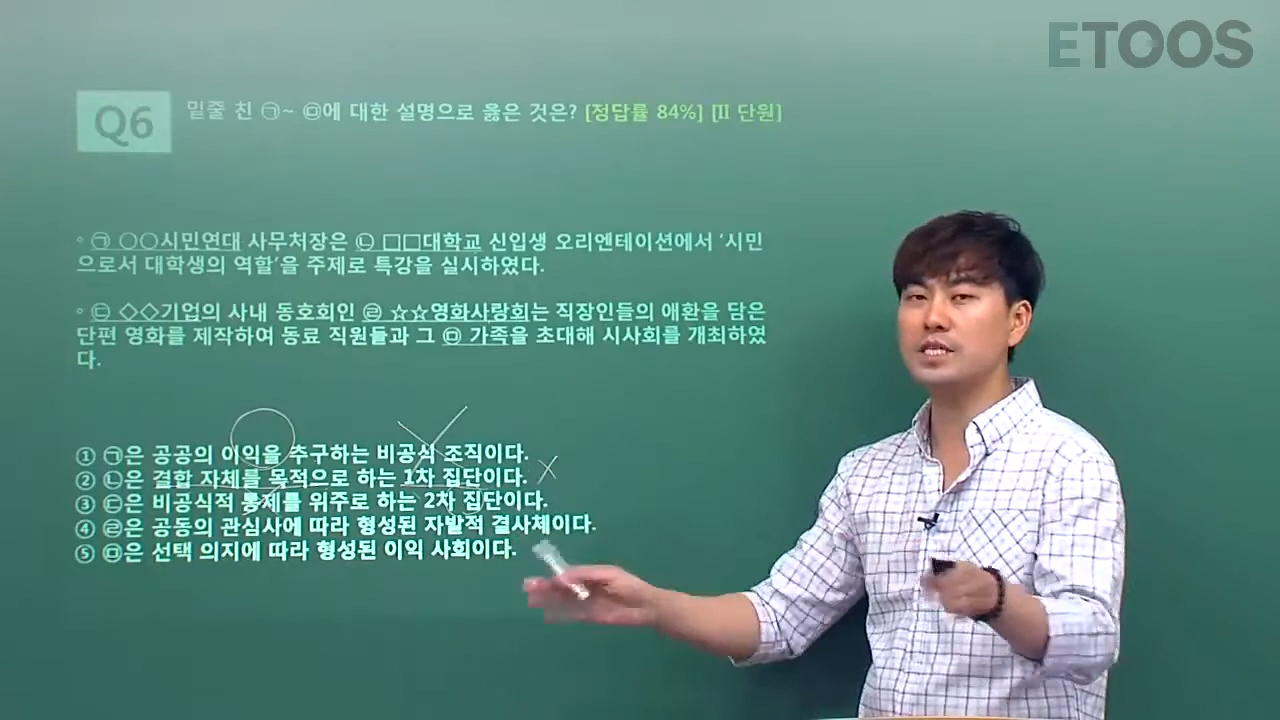 ETOOS
Q6 밑줄 친 ㉠~ ㉤에 대한 설명으로 옳은 것은? [정답률 84%] [Ⅱ 단원]
◦ ㉠ ○○시민연대 사무처장은 ㉡ □□대학교 신입생 오리엔테이션에서 ‘시민
으로서 대학생의 역할’을 주제로 특강을 실시하였다.
◦ ㉢ ◇◇기업의 사내 동호회인 ㉣ ☆☆영화사랑회는 직장인들의 애환을 담은
단편 영화를 제작하여 동료 직원들과 그 ㉤ 가족을 초대해 시사회를 개최하였
다.
① ㉠은 공공의 이익을 추구하는 비공식 조직이다.
② ㉡은 결합 자체를 목적으로 하는 1차 집단이다.
③ ㉢은 비공식적 통제를 위주로 하는 2차 집단이다.
④ ㉣은 공동의 관심사에 따라 형성된 자발적 결사체이다.
⑤ ㉤은 선택 의지에 따라 형성된 이익 사회이다.